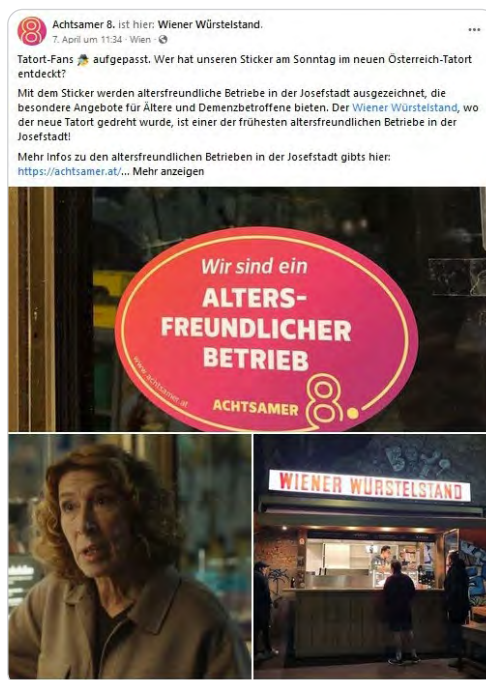 Achtsamer 8. ist hier: Wiener Würstelstand.
7. April um 11:34 · Wien ·
Tatort-Fans aufgepasst. Wer hat unseren Sticker am Sonntag im neuen Österreich-Tatort
entdeckt?
Mit dem Sticker werden altersfreundliche Betriebe in der Josefstadt ausgezeichnet, die
besondere Angebote für Ältere und Demenzbetroffene bieten. Der Wiener Würstelstand, wo
der neue Tatort gedreht wurde, ist einer der frühesten altersfreundlichen Betriebe in der
Josefstadt!
Mehr Infos zu den altersfreundlichen Betrieben in der Josefstadt gibts hier:
https://achtsamer.at/... Mehr anzeigen
Wir sind ein
ALTERS-
FREUNDLICHER
BETRIEB
www.achtsamer.at
ACHTSAMER 8.
WIENER WÜRSTELSTAND